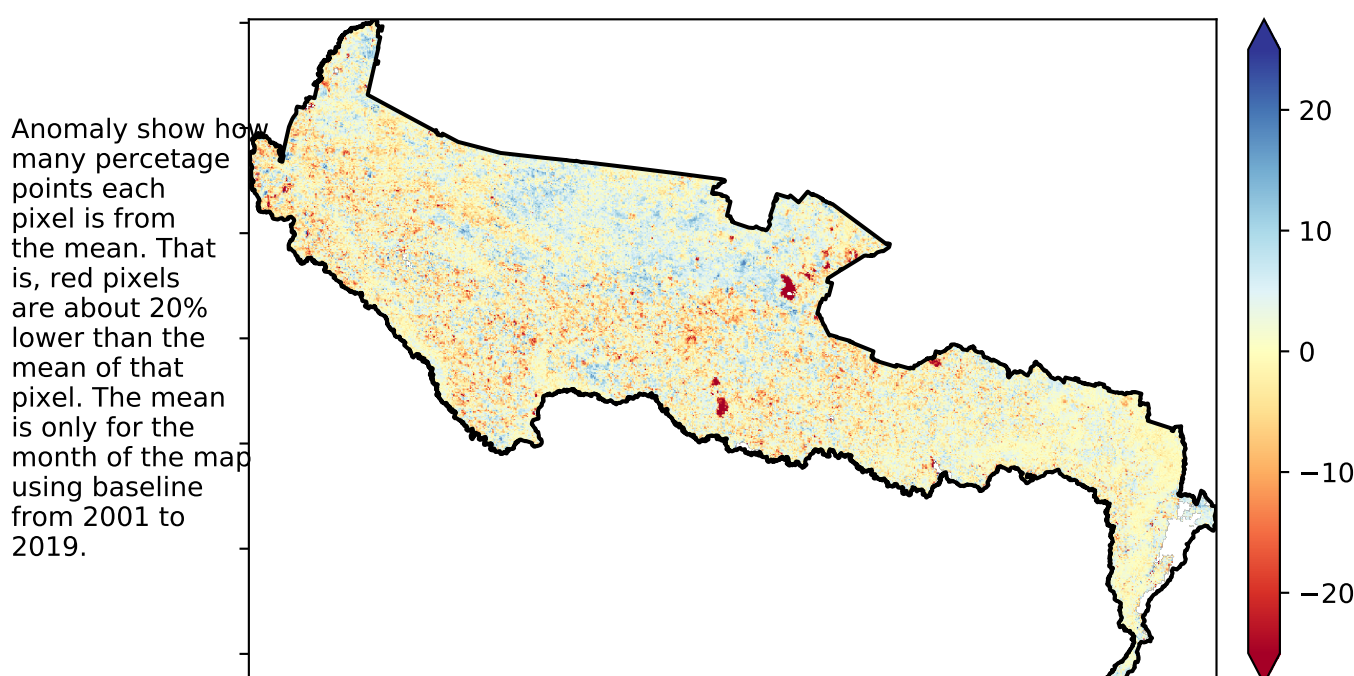 Anomaly show how
many percetage
points each
pixel is from
the mean. That
is, red pixels
are about 20%
lower than the
mean of that
pixel. The mean
is only for the
month of the map
using baseline
from 2001 to
2019.
20
10
0
−10
−20